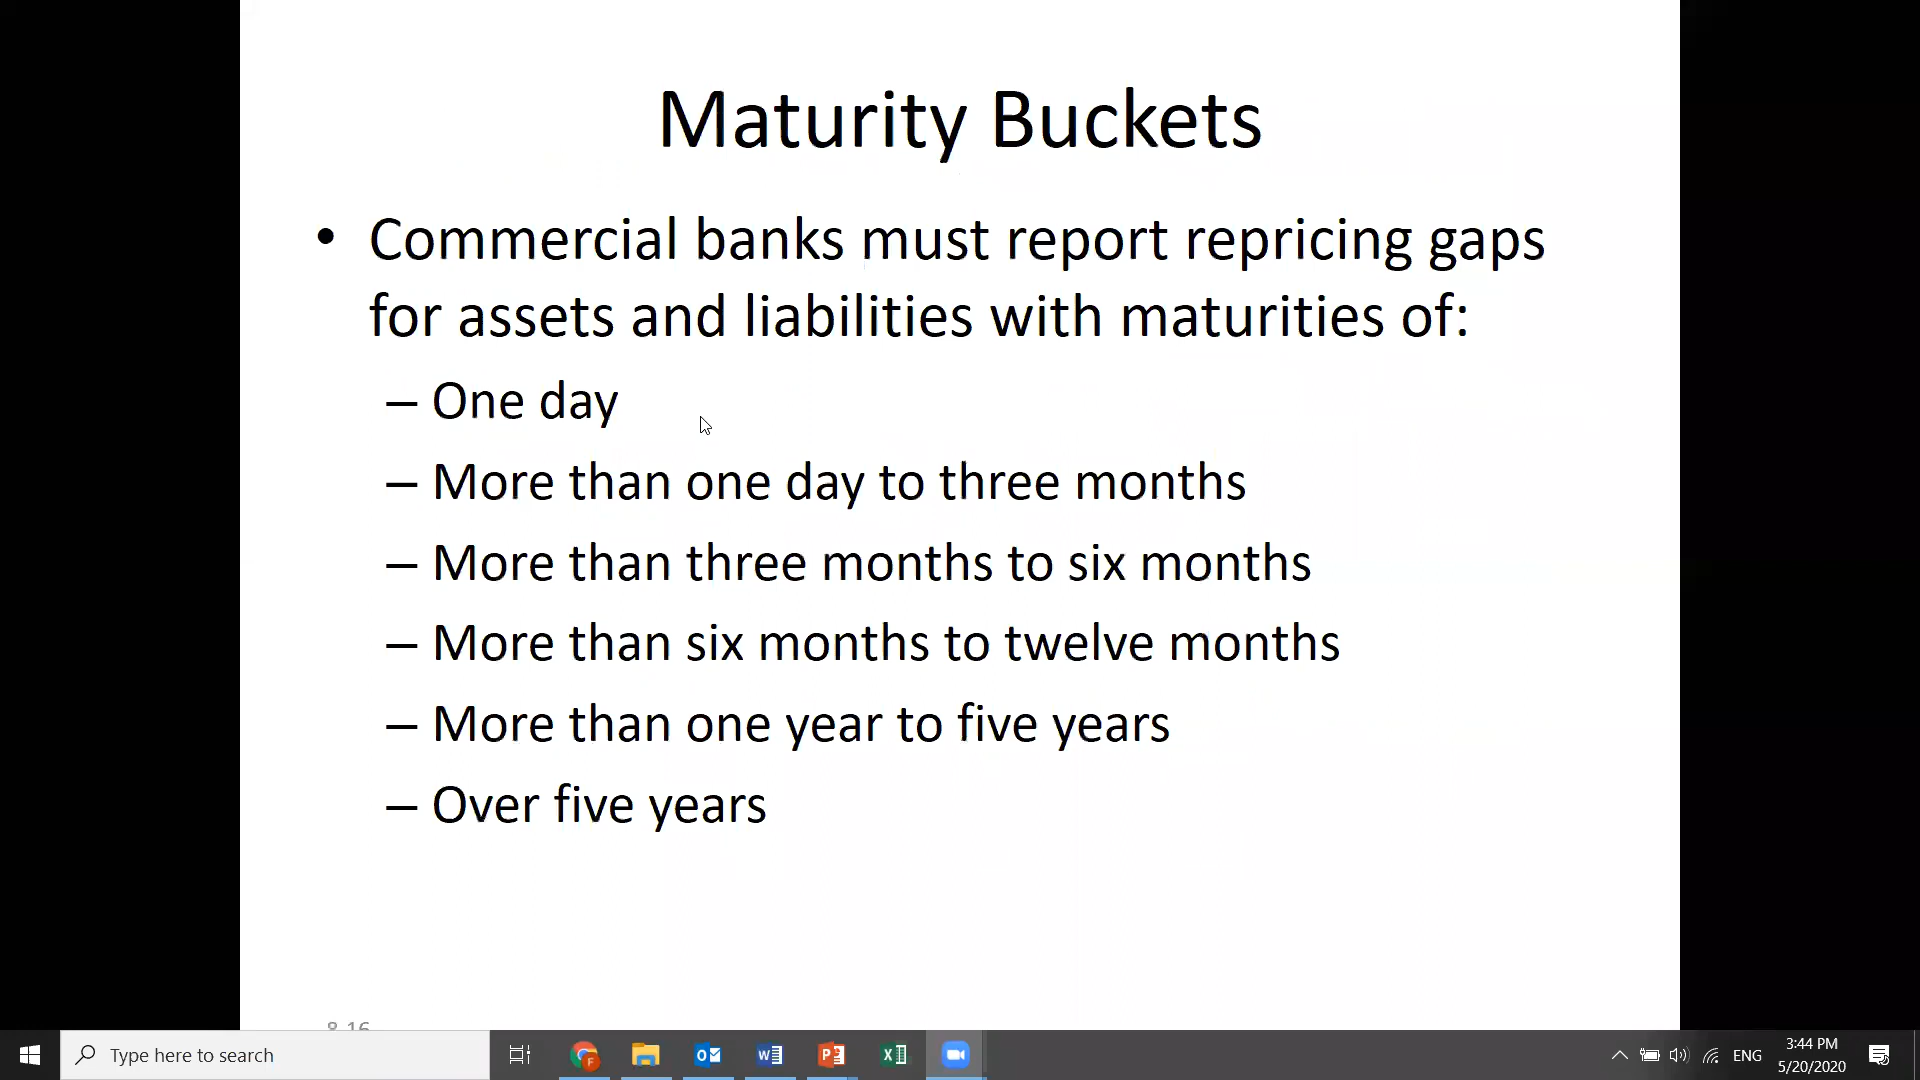 Maturity Buckets
• Commercial banks must report repricing gaps
for assets and liabilities with maturities of:
– One day
– More than one day to three months
– More than three months to six months
– More than six months to twelve months
– More than one year to five years
– Over five years
8-16
Type here to search
ENG
3:44 PM
5/20/2020